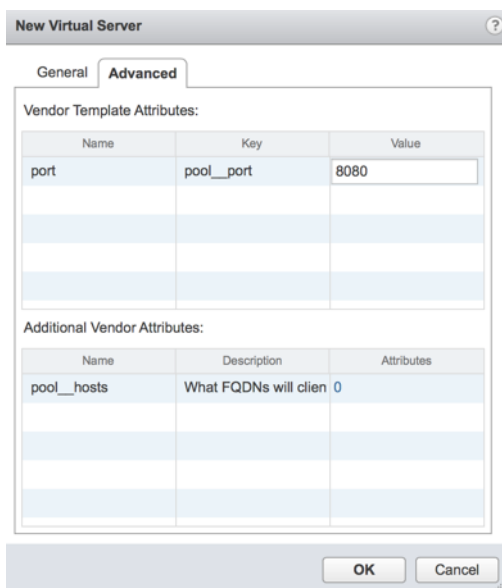 New Virtual Server ?
General Advanced
Vendor Template Attributes:
Name Key Value
port pool__port 8080
Additional Vendor Attributes:
Name Description Attributes
pool__hosts What FQDNs will clien 0
OK Cancel